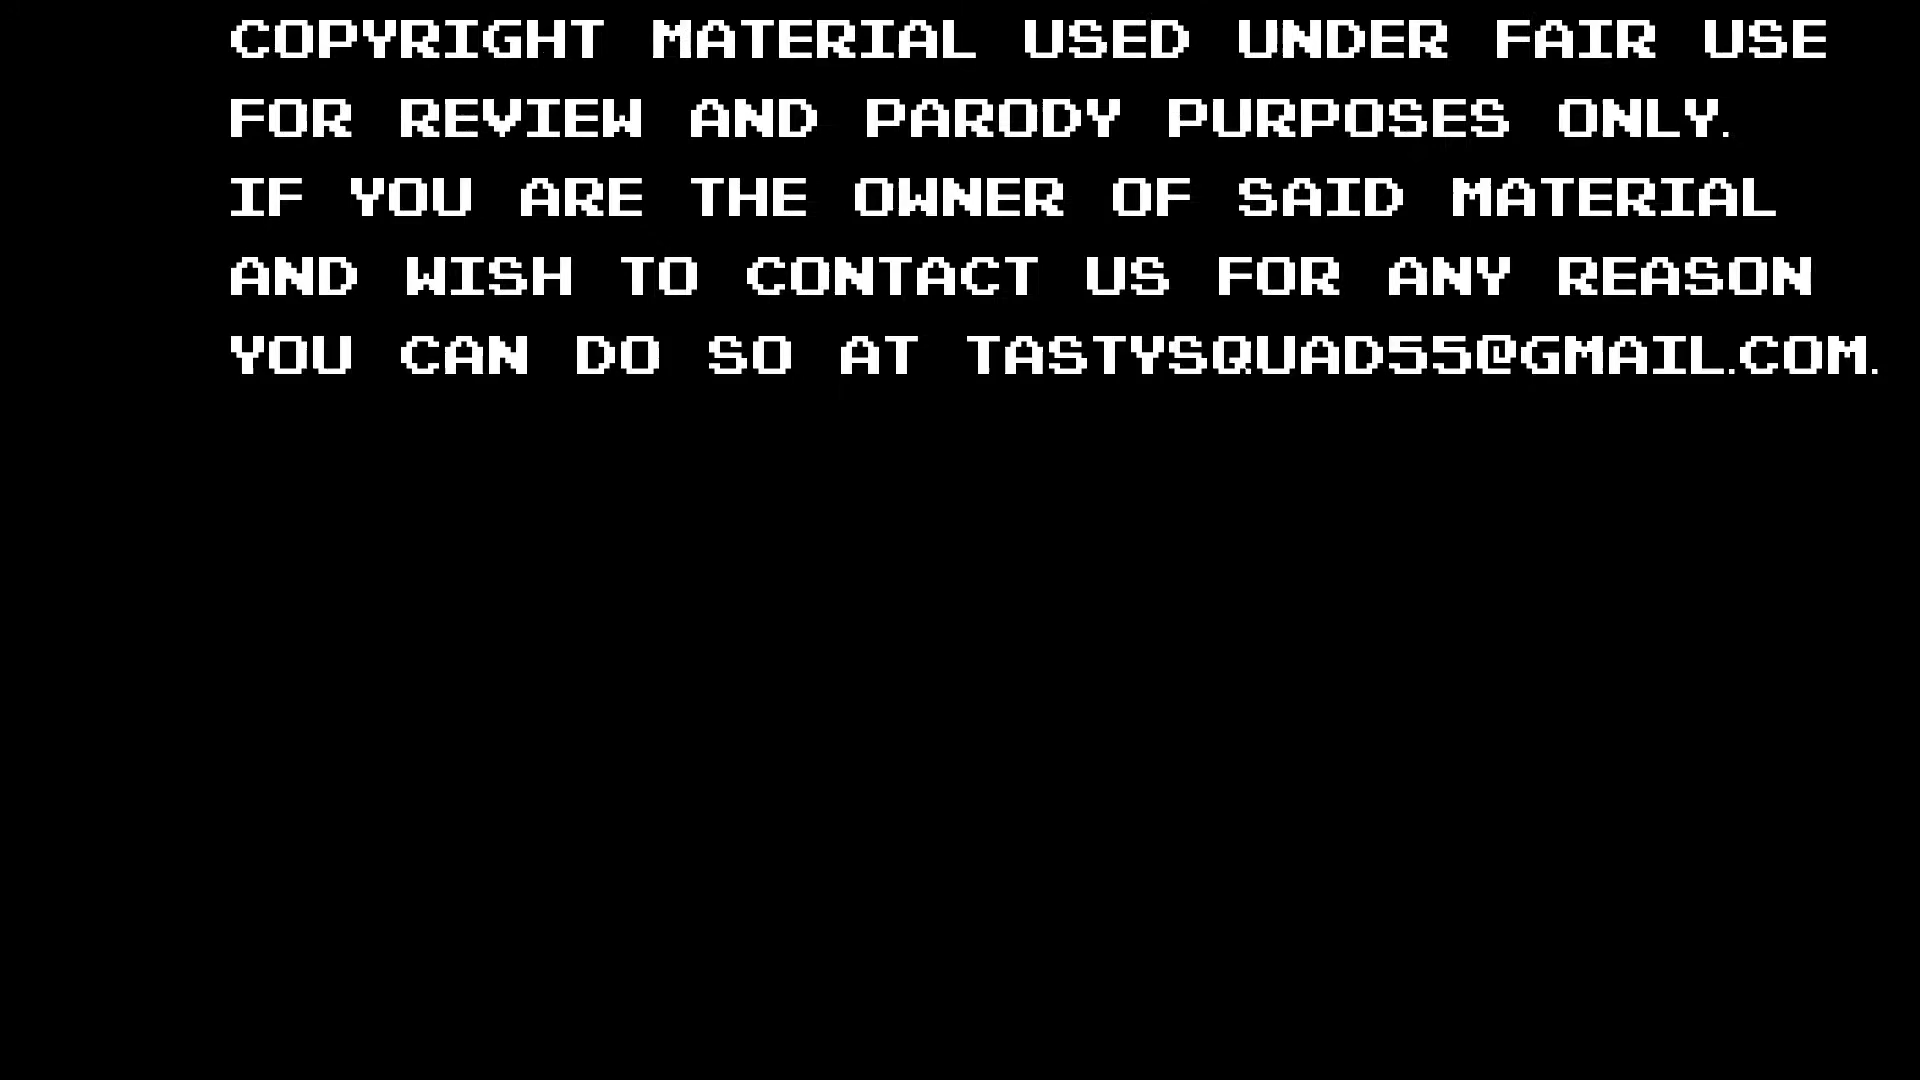 COPYRIGHT MATERIAL USED UNDER FAIR USE
FOR REVIEW AND PARODY PURPOSES ONLY.
IF YOU ARE THE OWNER OF SAID MATERIAL
AND WISH TO CONTACT US FOR ANY REASON
YOU CAN DO SO AT TASTYSQUAD55@GMAIL.COM.